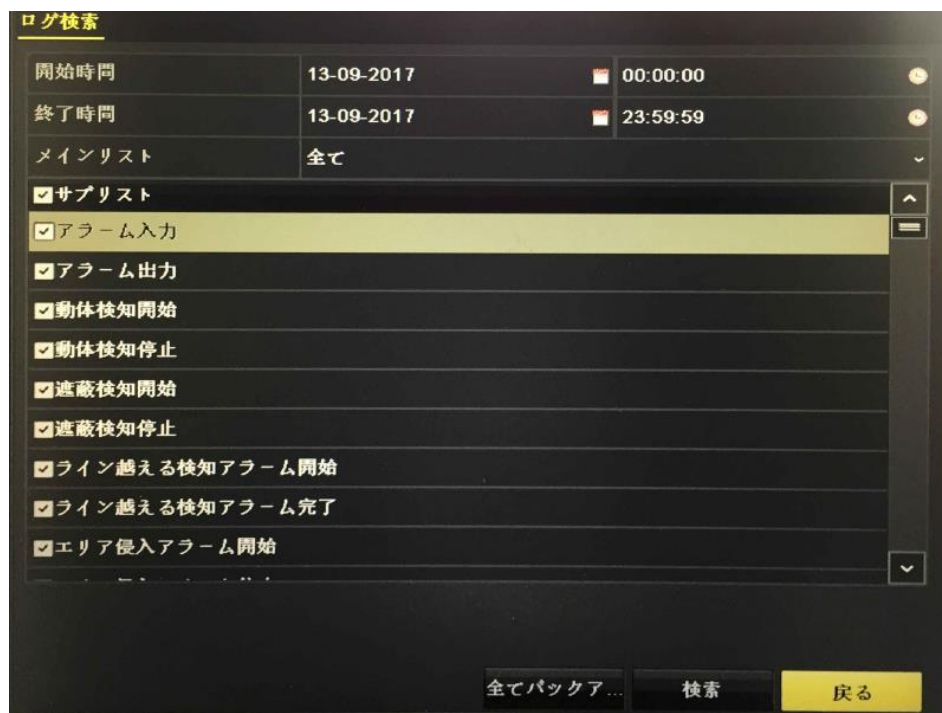 ログ検索
開始時間 13-09-2017 00:00:00
終了時間 13-09-2017 23:59:59
メインリスト 全て
サプリスト
アラーム入力
アラーム出力
動体検知開始
動体検知停止
遮蔽検知開始
遮蔽検知停止
ライン越える検知アラーム開始
ライン越える検知アラーム完了
エリア侵入アラーム開始
全てバックア... 検索 戻る